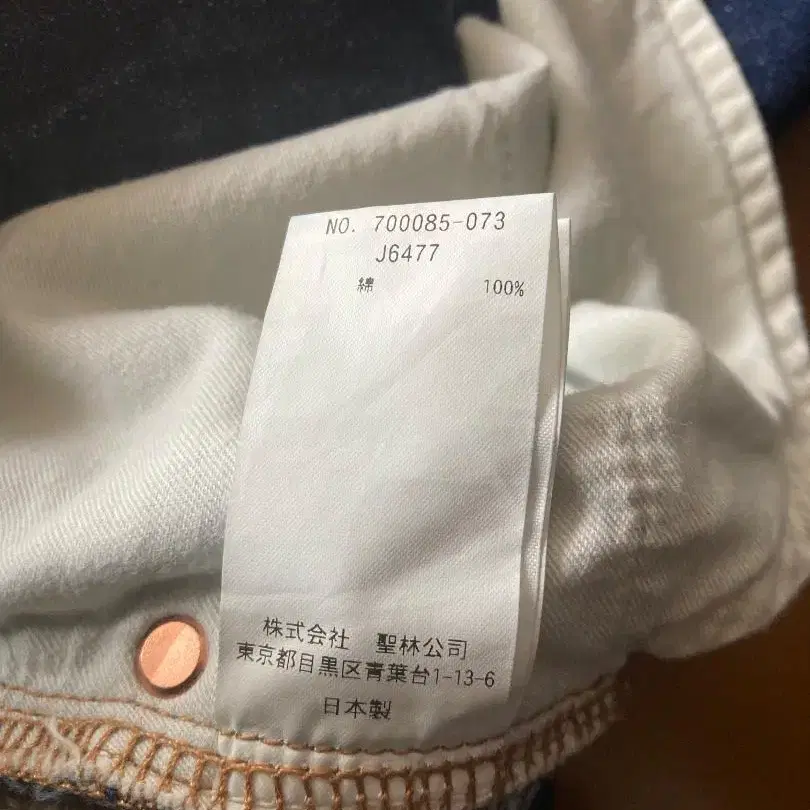 NO. 700085-073
J6477
綿 100%
株式会社 聖林公司
東京都目黒区青葉台1-13-6
日本製